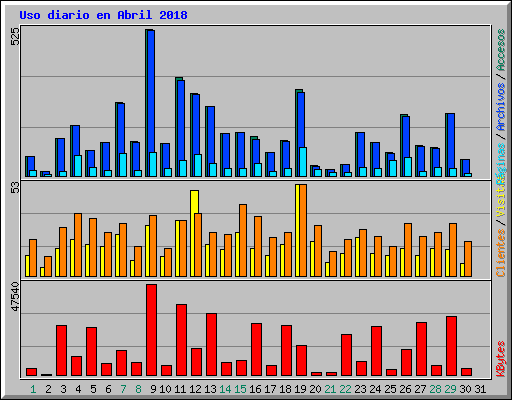 Uso diario en Abril 2018
525
53
47540
Accesos
/ Archivos /
Páginas
Clientes / Visitas
KBytes
1 2 3 4 5 6 7 8 9 10 11 12 13 14 15 16 17 18 19 20 21 22 23 24 25 26 27 28 29 30 31